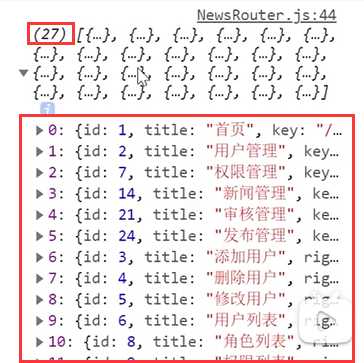 NewsRouter.js:44
(27) [{…}, {…}, {…}, {…}, {…}, {…},
{…}, {…}, {…}, {…}, {…}, {…}, {…},
{…}, {…}, {…}, {…}, {…}, {…}, {…},
{…}, {…}, {…}, {…}, {…}, {…}, {…}]
i
0: {id: 1, title: "首页", key: "/…
1: {id: 2, title: "用户管理", key…
2: {id: 7, title: "权限管理", key…
3: {id: 14, title: "新闻管理", ke…
4: {id: 21, title: "审核管理", ke…
5: {id: 24, title: "发布管理", ke…
6: {id: 3, title: "添加用户", rig…
7: {id: 4, title: "删除用户", rig…
8: {id: 5, title: "修改用户", rig…
9: {id: 6, title: "用户列表", rig…
10: {id: 8, title: "角色列表", ri…